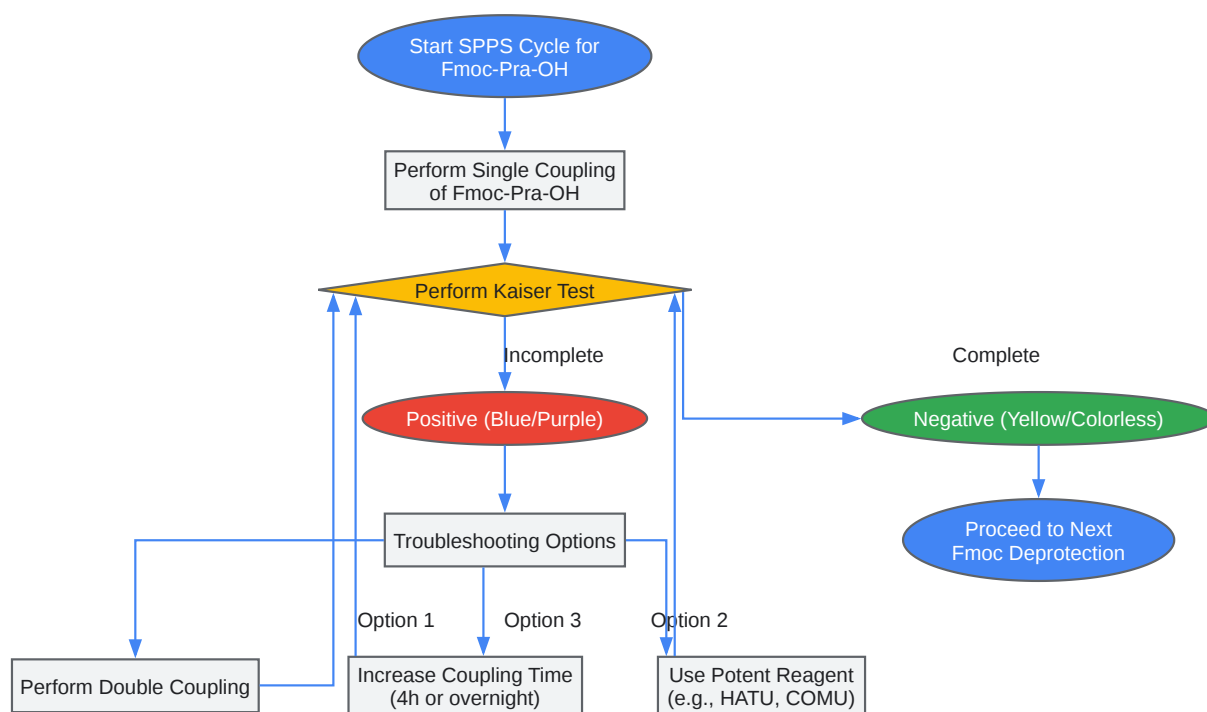 Start SPPS Cycle for
Fmoc-Pra-OH
Perform Single Coupling
of Fmoc-Pra-OH
Perform Kaiser Test
Incomplete
Complete
Positive (Blue/Purple)
Negative (Yellow/Colorless)
Troubleshooting Options
Proceed to Next
Fmoc Deprotection
Option 1
Option 3
Option 2
Perform Double Coupling
Increase Coupling Time
(4h or overnight)
Use Potent Reagent
(e.g., HATU, COMU)